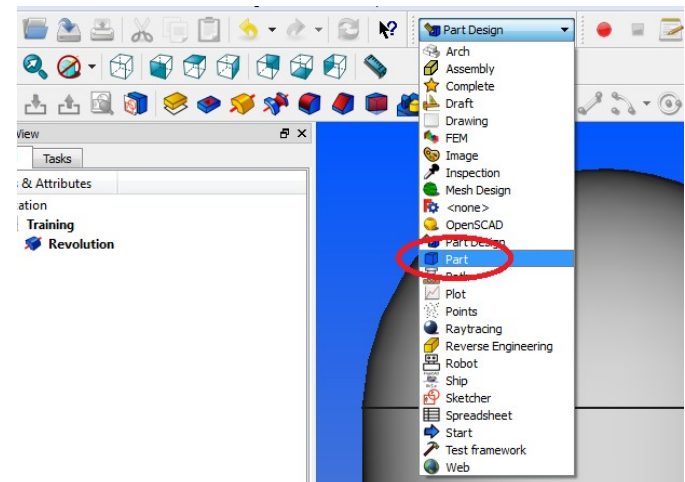 Part Design
Arch
Assembly
Complete
Draft
Drawing
FEM
Image
Inspection
Mesh Design
<none>
OpenSCAD
Part Design
Part
Path
Plot
Points
Raytracing
Reverse Engineering
Robot
Ship
Sketcher
Spreadsheet
Start
Test framework
Web
View
Tasks
& Attributes
ation
Training
Revolution